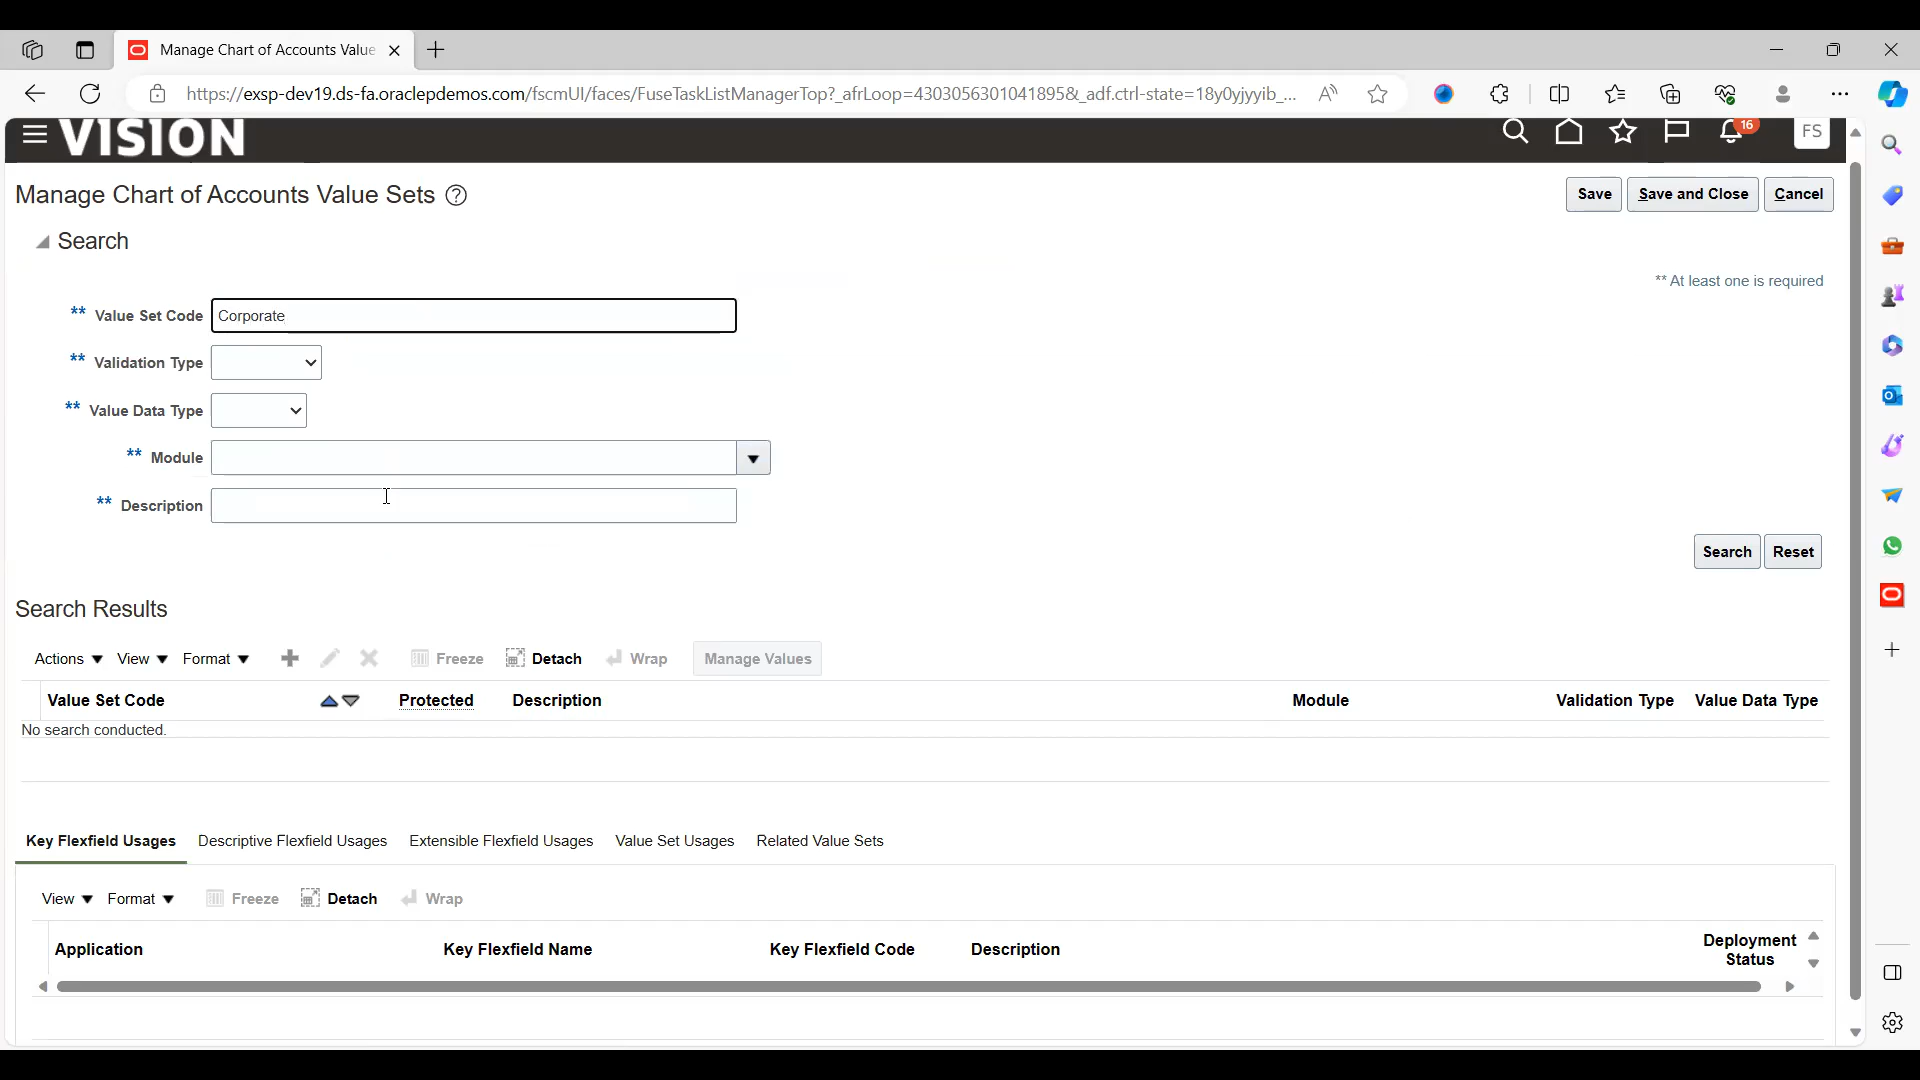 Manage Chart of Accounts Value
https://exsp-dev19.ds-fa.oraclepdemos.com/fscmUI/faces/FuseTaskListManagerTop?_afrLoop=4303056301041895&_adf.ctrl-state=18y0yjyyib_...
VISION
16
FS
Manage Chart of Accounts Value Sets
Save
Save and Close
Cancel
Search
** At least one is required
** Value Set Code
Corporate
** Validation Type
** Value Data Type
** Module
** Description
Search
Reset
Search Results
Actions
View
Format
Freeze
Detach
Wrap
Manage Values
Value Set Code
Protected
Description
Module
Validation Type
Value Data Type
No search conducted.
Key Flexfield Usages
Descriptive Flexfield Usages
Extensible Flexfield Usages
Value Set Usages
Related Value Sets
View
Format
Freeze
Detach
Wrap
Application
Key Flexfield Name
Key Flexfield Code
Description
Deployment
Status